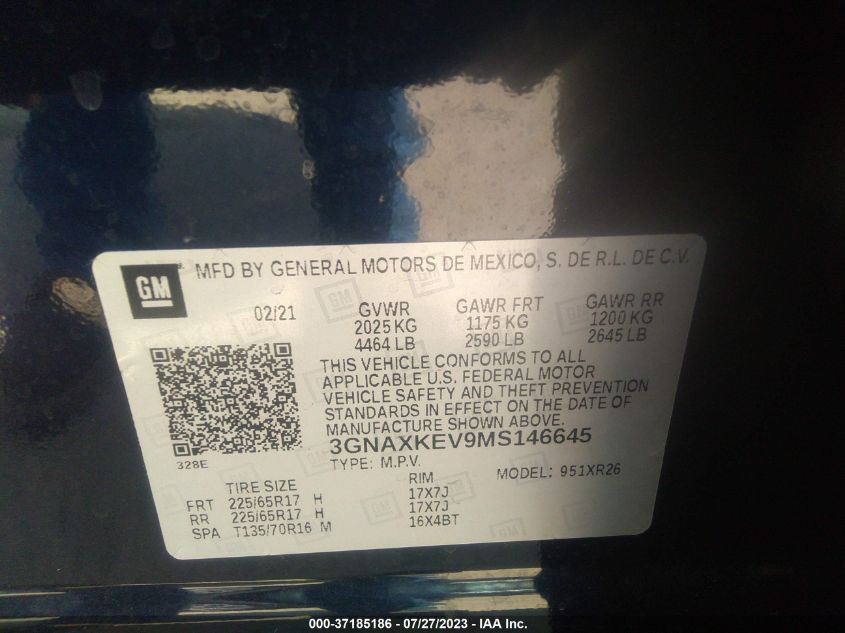 GM
MFD BY GENERAL MOTORS DE MEXICO, S. DE R.L. DE C.V.
02/21
GVWR
2025 KG
4464 LB
GAWR FRT
1175 KG
2590 LB
GAWR RR
1200 KG
2645 LB
THIS VEHICLE CONFORMS TO ALL
APPLICABLE U.S. FEDERAL MOTOR
VEHICLE SAFETY AND THEFT PREVENTION
STANDARDS IN EFFECT ON THE DATE OF
MANUFACTURE SHOWN ABOVE.
3GNAXKEV9MS146645
328E
TYPE: M.P.V.
MODEL: 951XR26
TIRE SIZE
RIM
FRT 225/65R17 H 17X7J
RR 225/65R17 H 17X7J
SPA T135/70R16 M 16X4BT
000-37185186 - 07/27/2023 - IAA Inc.